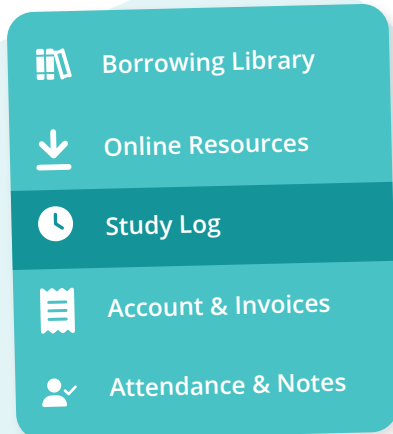 Borrowing Library
Online Resources
Study Log
Account & Invoices
Attendance & Notes